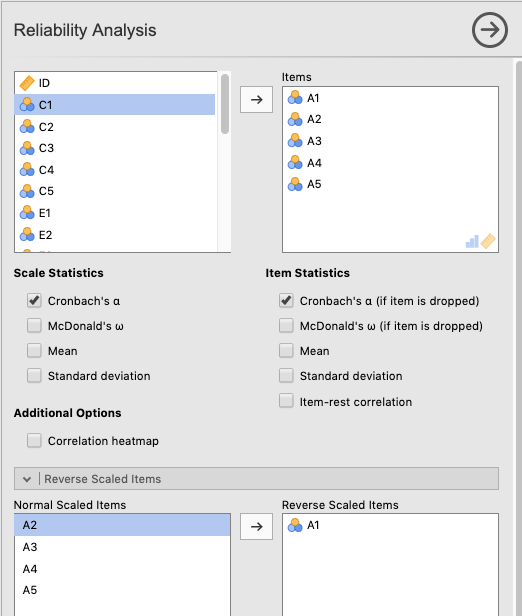 Reliability Analysis
ID
C1
C2
C3
C4
C5
E1
E2
Items
A1
A2
A3
A4
A5
Scale Statistics
Cronbach's α
McDonald's ω
Mean
Standard deviation
Item Statistics
Cronbach's α (if item is dropped)
McDonald's ω (if item is dropped)
Mean
Standard deviation
Item-rest correlation
Additional Options
Correlation heatmap
Reverse Scaled Items
Normal Scaled Items
A2
A3
A4
A5
Reverse Scaled Items
A1